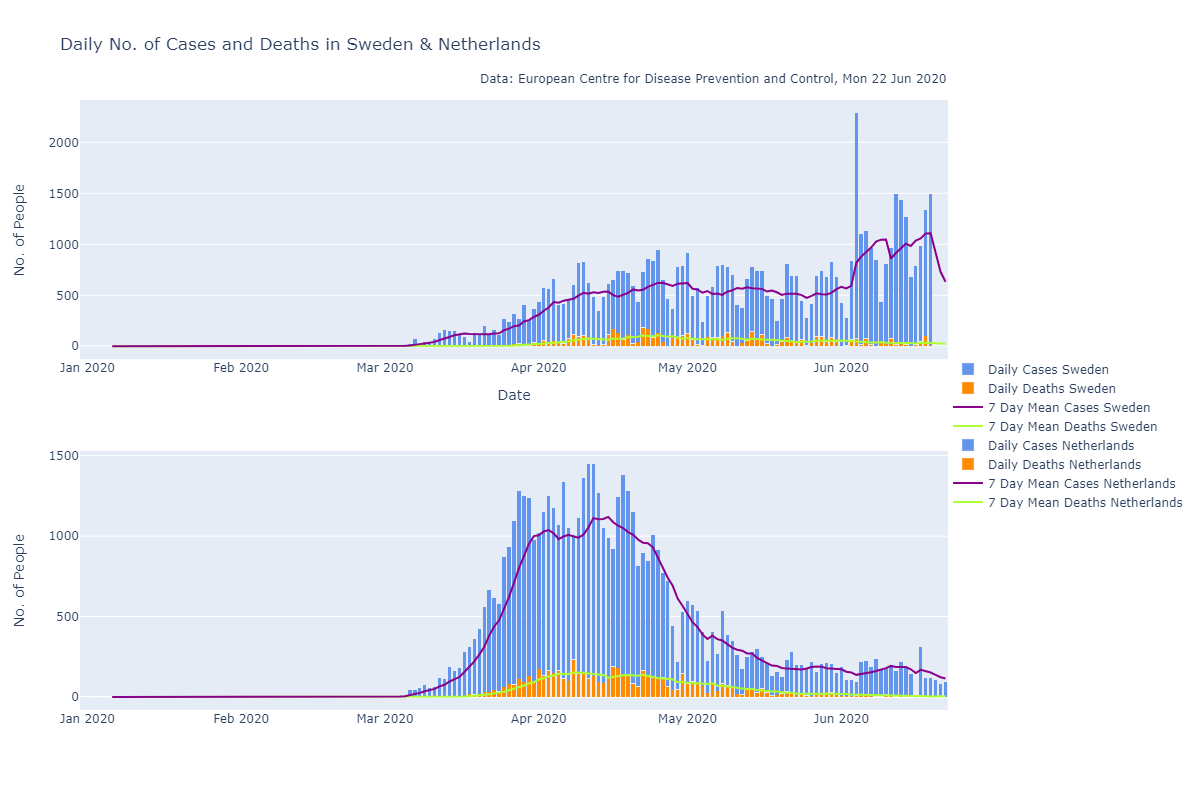 Daily No. of Cases and Deaths in Sweden & Netherlands
Data: European Centre for Disease Prevention and Control, Mon 22 Jun 2020
No. of People
2000
1500
1000
500
0
Jan 2020 Feb 2020 Mar 2020 Apr 2020 May 2020 Jun 2020
Date
Daily Cases Sweden
Daily Deaths Sweden
7 Day Mean Cases Sweden
7 Day Mean Deaths Sweden
Daily Cases Netherlands
Daily Deaths Netherlands
7 Day Mean Cases Netherlands
7 Day Mean Deaths Netherlands
No. of People
1500
1000
500
0
Jan 2020 Feb 2020 Mar 2020 Apr 2020 May 2020 Jun 2020